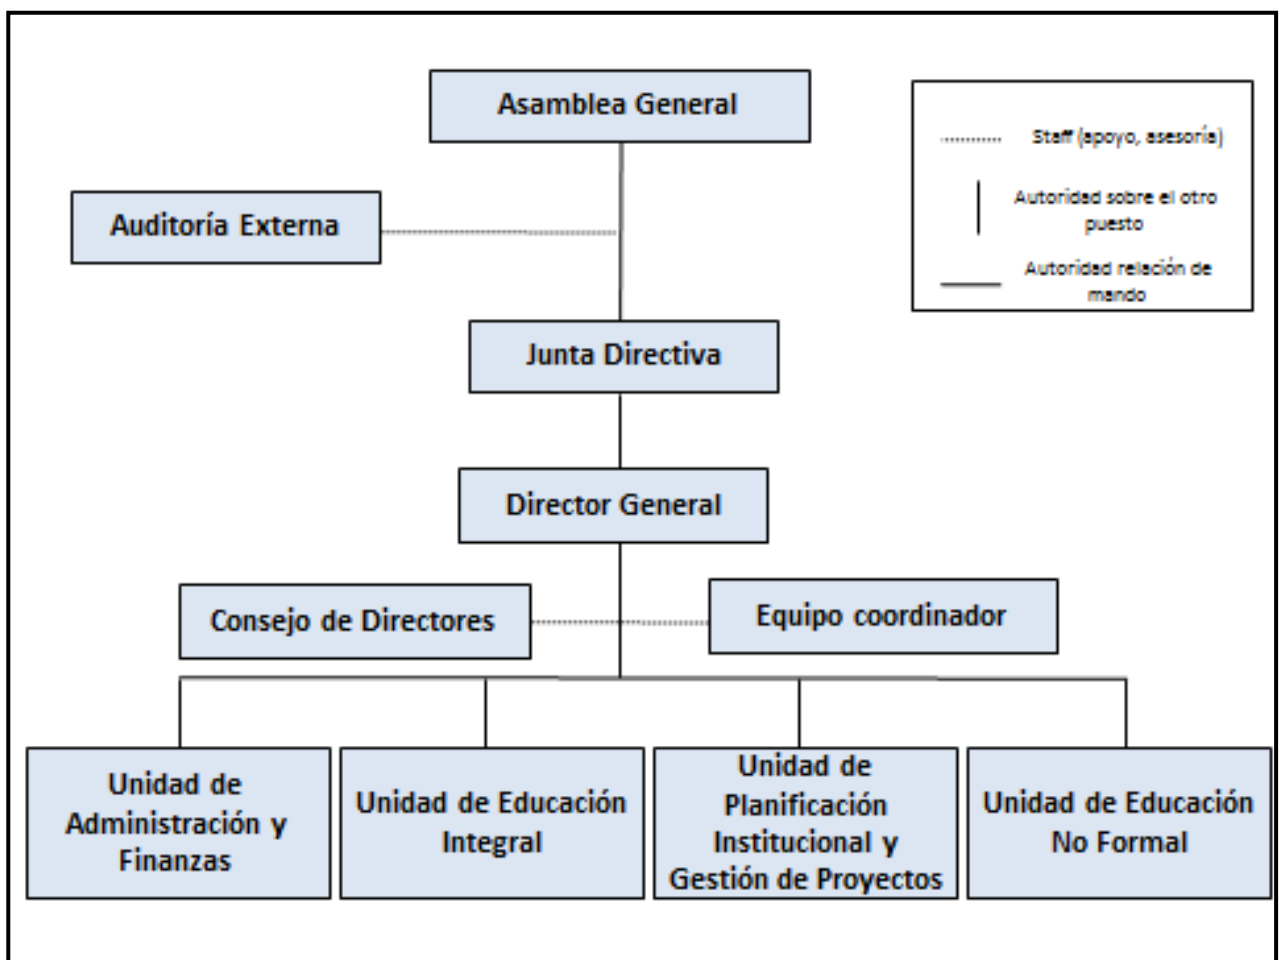 Asamblea General
Staff (apoyo, asesoría)
Autoridad sobre el otro
puesto
Autoridad relación de
mando
Auditoría Externa
Junta Directiva
Director General
Consejo de Directores
Equipo coordinador
Unidad de
Administración y
Finanzas
Unidad de Educación
Integral
Unidad de
Planificación
Institucional y
Gestión de Proyectos
Unidad de Educación
No Formal